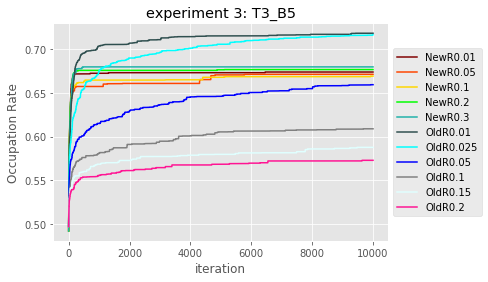 experiment 3: T3_B5
0.70
0.65
0.60
0.55
0.50
Occupation Rate
0
2000
4000
6000
8000
10000
iteration
NewR0.01
NewR0.05
NewR0.1
NewR0.2
NewR0.3
OldR0.01
OldR0.025
OldR0.05
OldR0.1
OldR0.15
OldR0.2